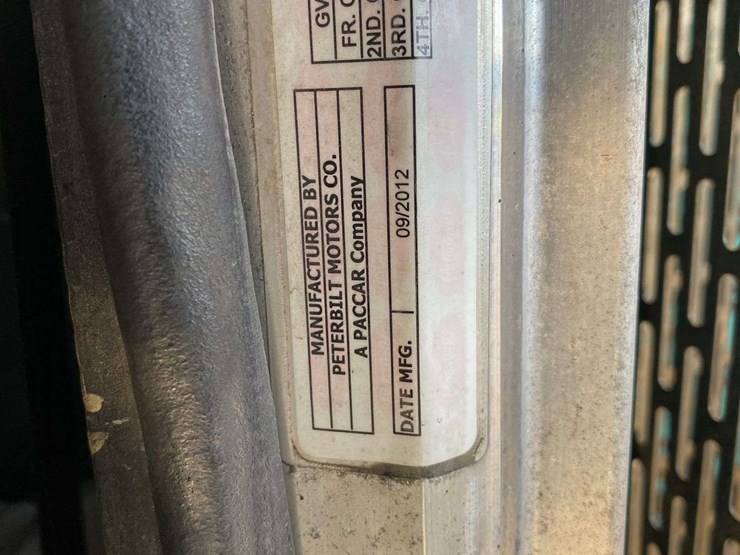 MANUFACTURED BY
PETERBILT MOTORS CO.
A PACCAR Company
DATE MFG. 09/2012
GV
FR.
2ND.
3RD.
4TH.